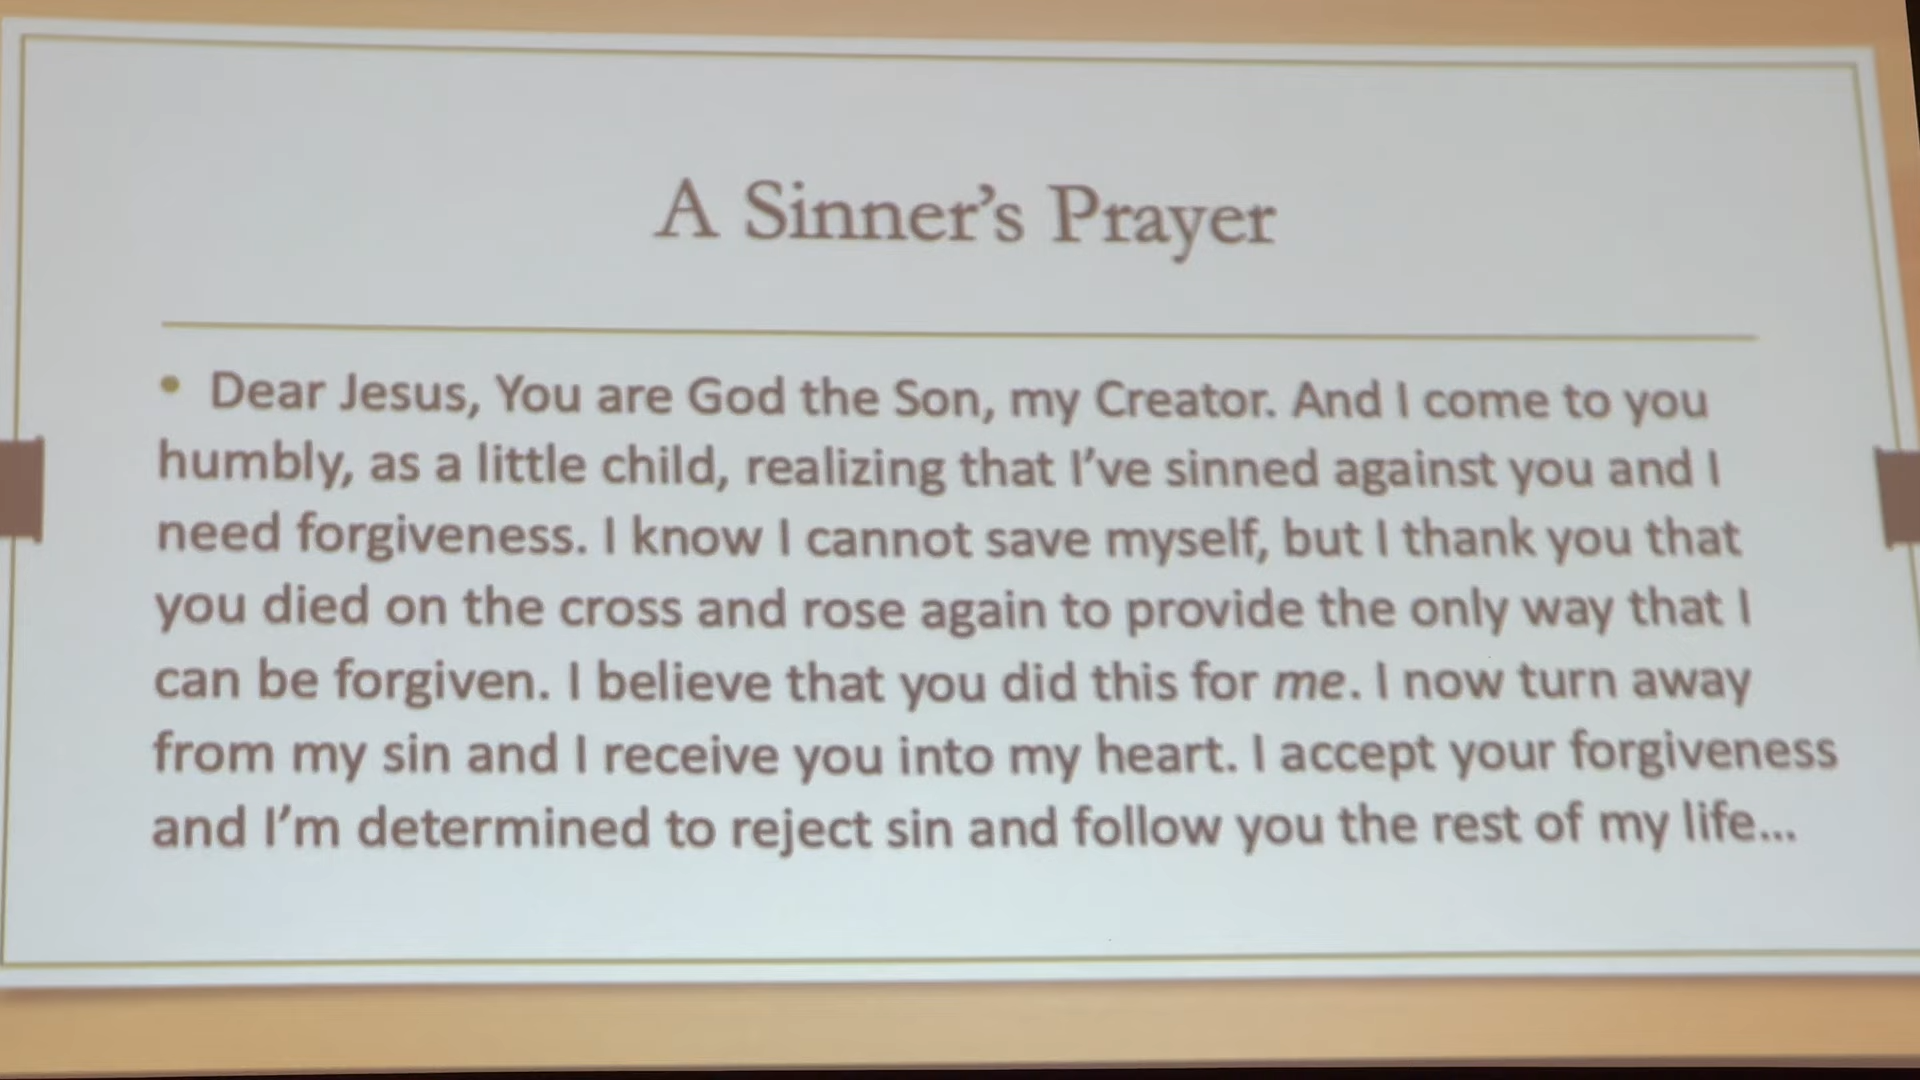 A Sinner’s Prayer
• Dear Jesus, You are God the Son, my Creator. And I come to you
humbly, as a little child, realizing that I’ve sinned against you and I
need forgiveness. I know I cannot save myself, but I thank you that
you died on the cross and rose again to provide the only way that I
can be forgiven. I believe that you did this for me. I now turn away
from my sin and I receive you into my heart. I accept your forgiveness
and I’m determined to reject sin and follow you the rest of my life...